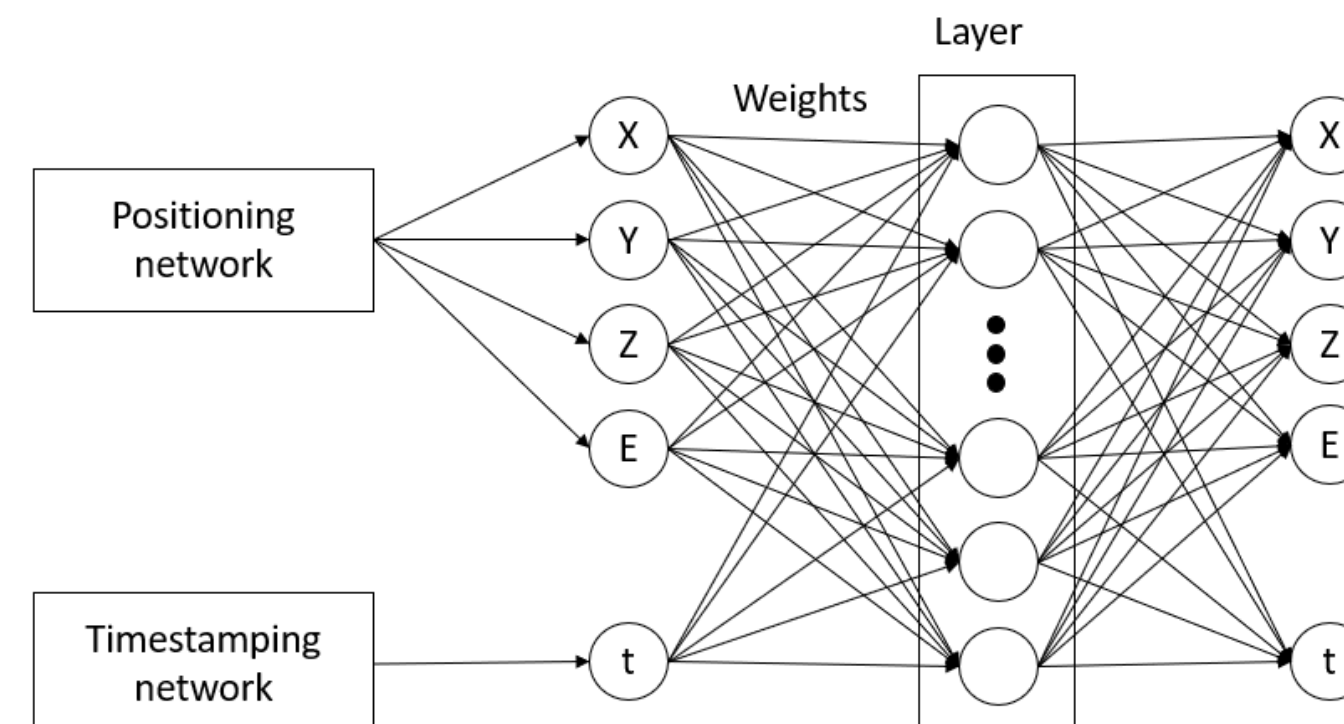 Layer
Weights
Positioning
network
X
Y
Z
E
X
Y
Z
E
Timestamping
network
t
t